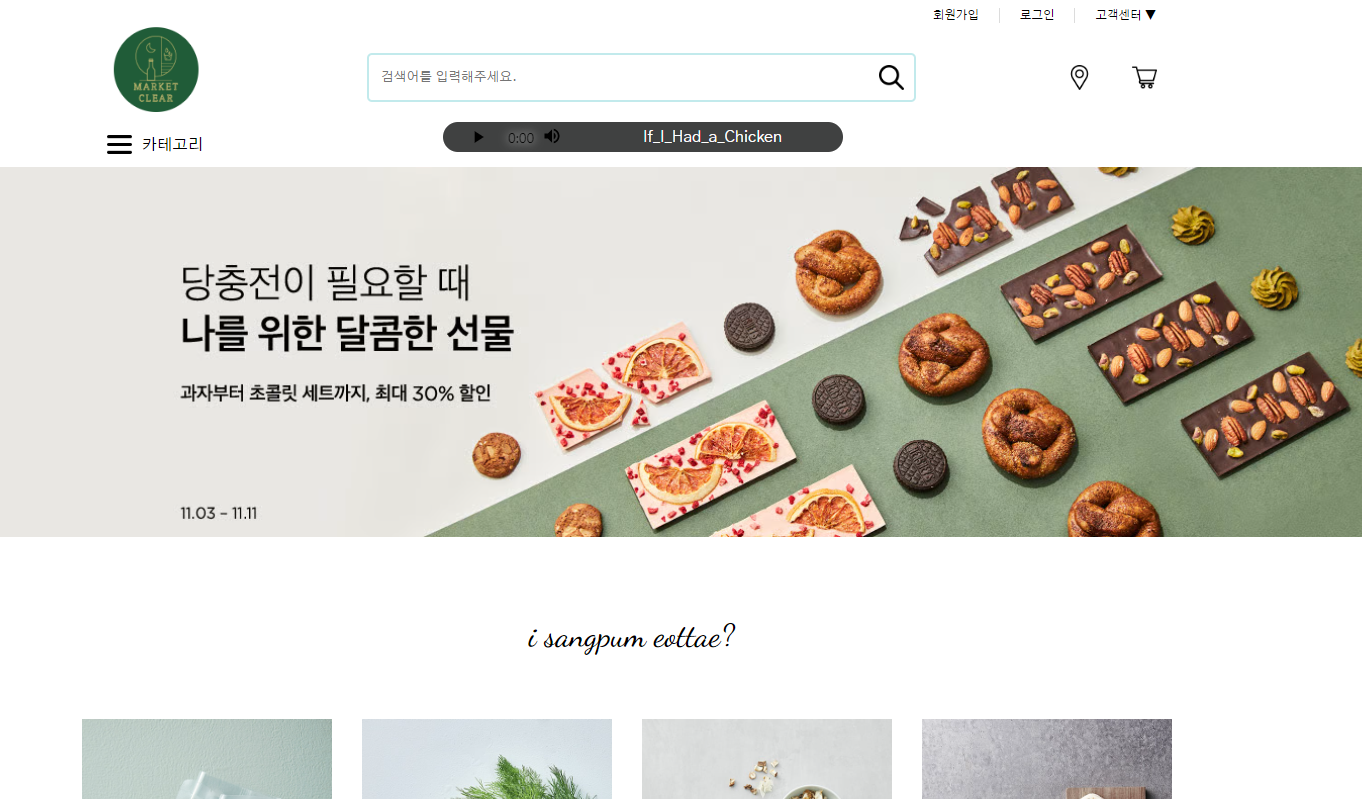 회원가입
로그인
고객센터 ▼
MARKET
CLEAR
검색어를 입력해주세요.
카테고리
0:00
If_I_Had_a_Chicken
당충전이 필요할 때
나를 위한 달콤한 선물
과자부터 초콜릿 세트까지, 최대 30% 할인
11.03 - 11.11
i sangpum eottae?